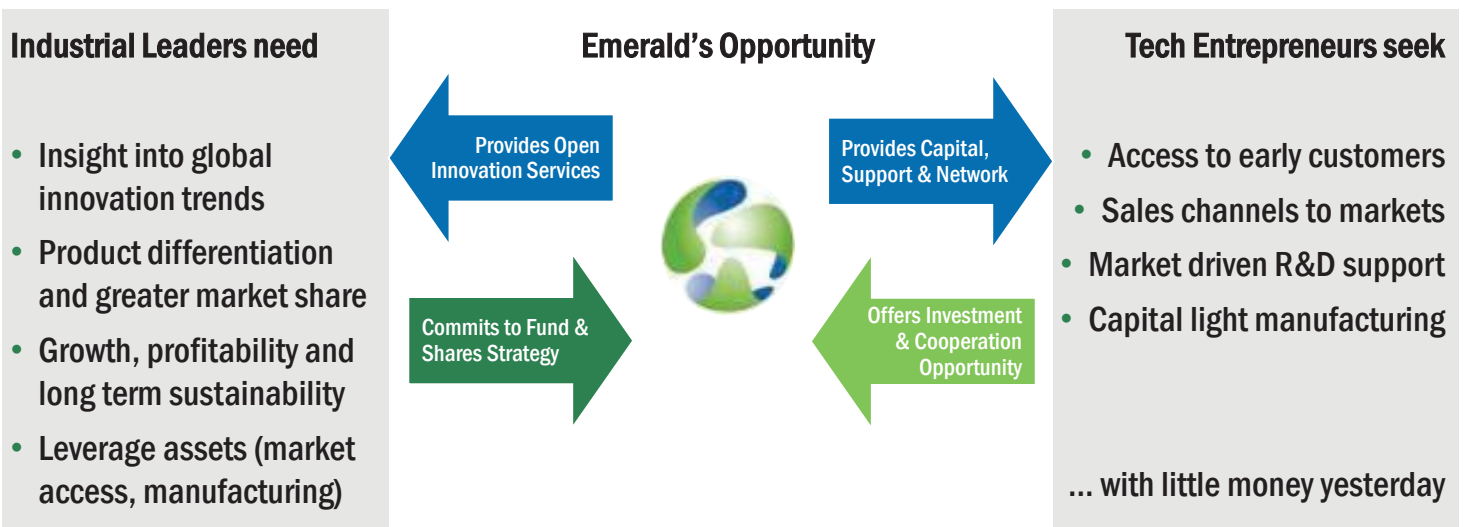 Industrial Leaders need
• Insight into global
innovation trends
• Product differentiation
and greater market share
• Growth, profitability and
long term sustainability
• Leverage assets (market
access, manufacturing)
Emerald's Opportunity
Provides Open
Innovation Services
Provides Capital,
Support & Network
Commits to Fund &
Shares Strategy
Offers Investment
& Cooperation
Opportunity
Tech Entrepreneurs seek
• Access to early customers
• Sales channels to markets
• Market driven R&D support
• Capital light manufacturing
... with little money yesterday